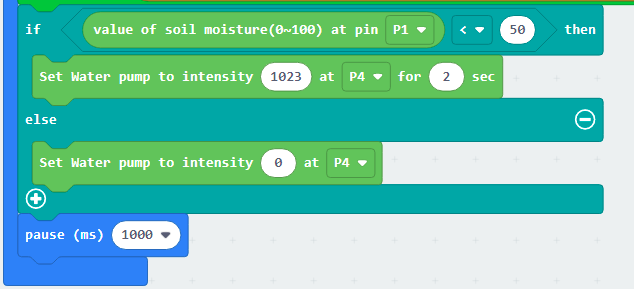 if value of soil moisture(0~100) at pin P1 < 50 then
Set Water pump to intensity 1023 at P4 for 2 sec
else
Set Water pump to intensity 0 at P4
pause (ms) 1000